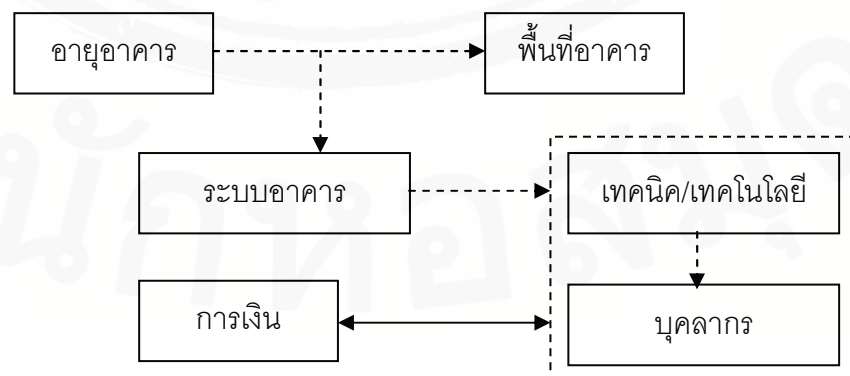 อายุอาคาร
พื้นที่อาคาร
ระบบอาคาร
เทคนิค/เทคโนโลยี
การเงิน
บุคลากร